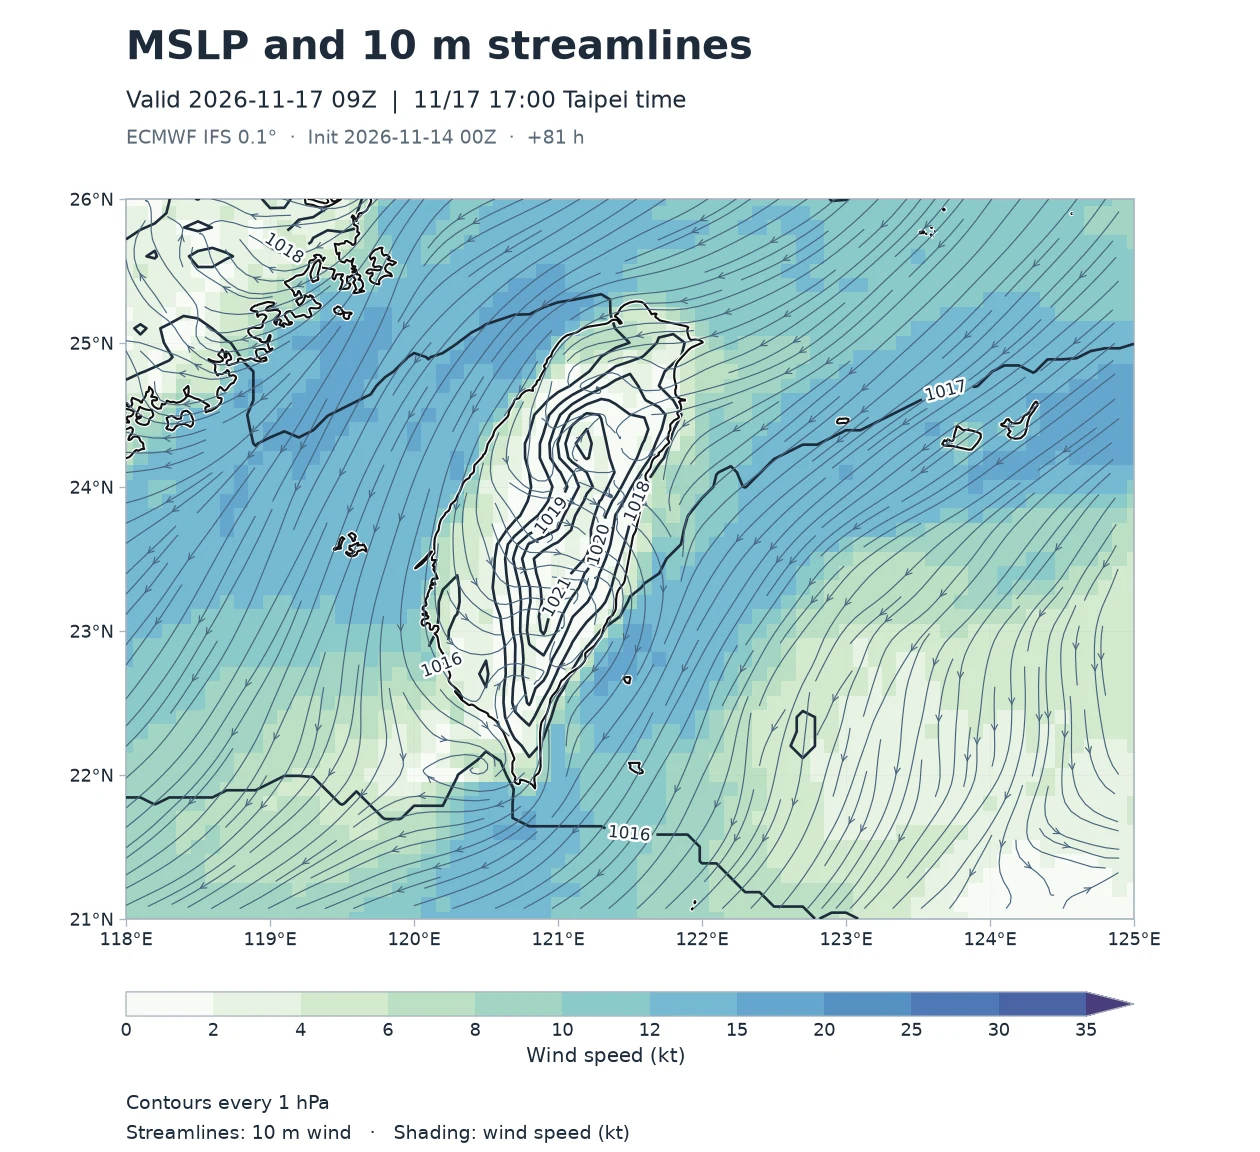 MSLP and 10 m streamlines
Valid 2026-11-17 09Z | 11/17 17:00 Taipei time
ECMWF IFS 0.1° · Init 2026-11-14 00Z · +81 h
26°N
25°N
24°N
23°N
22°N
21°N
1018
1017
1019
1018
1020
1021
1016
1016
118°E 119°E 120°E 121°E 122°E 123°E 124°E 125°E
0 2 4 6 8 10 12 15 20 25 30 35
Wind speed (kt)
Contours every 1 hPa
Streamlines: 10 m wind · Shading: wind speed (kt)